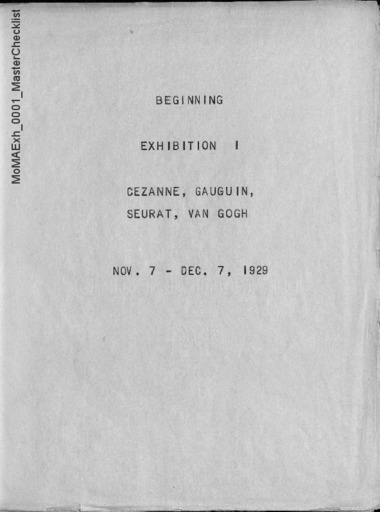 MoMAExh_0001_MasterChecklist
BEGINNING
EXHIBITION I
CEZANNE, GAUGUIN,
SEURAT, VAN GOGH
NOV. 7 - DEC. 7, 1929